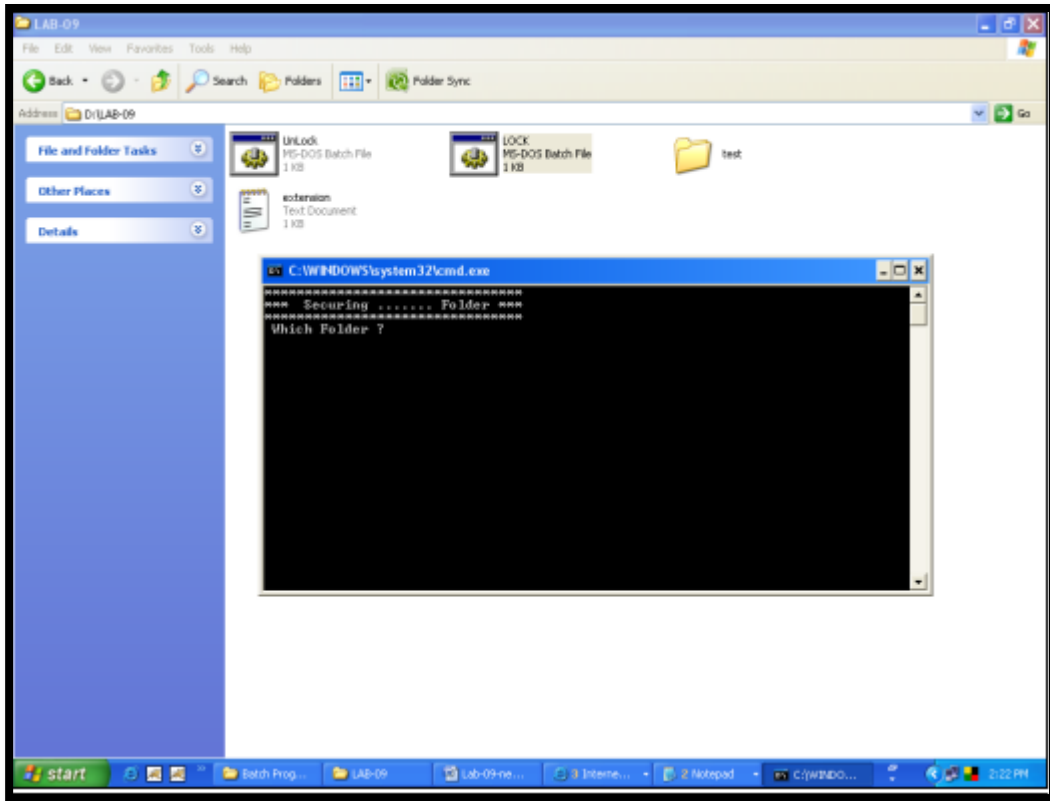 LAB-09
File Edit View Favorites Tools Help
Back Search Folders Folder Sync
Address D:\LAB-09 Go
File and Folder Tasks
Other Places
Details
UnLock
MS-DOS Batch File
1 KB
LOCK
MS-DOS Batch File
1 KB
test
extension
Text Document
1 KB
C:\WINDOWS\system32\cmd.exe
********************************
*** Securing ....... Folder ***
********************************
Which Folder ?
start Batch Prog... LAB-09 Lab-09-ne... 3 Interne... 2 Notepad C:\WINDO... 2:22 PM